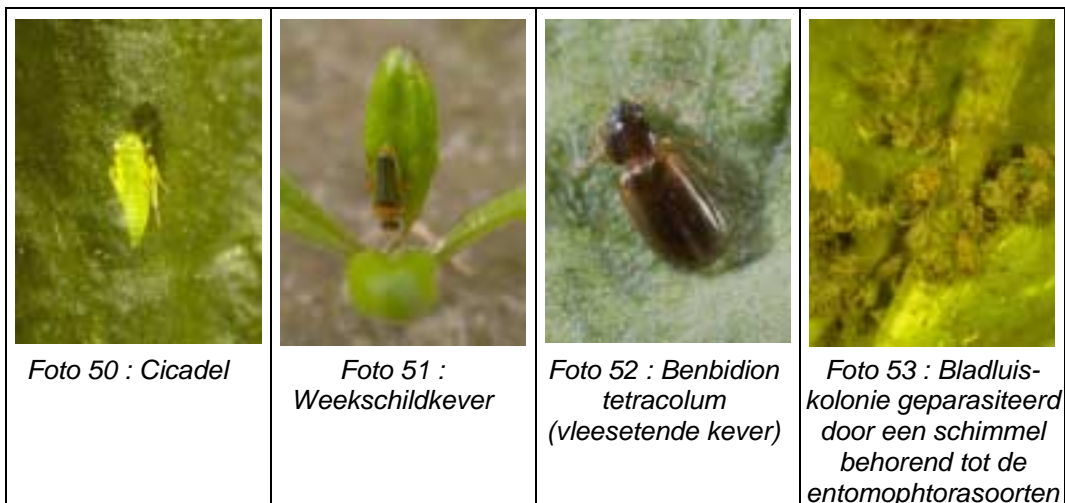 Foto 50 : Cicadel
Foto 51 :
Weekschildkever
Foto 52 : Benbidion
tetracolum
(vleesetende kever)
Foto 53 : Bladluis-
kolonie geparasiteerd
door een schimmel
behorend tot de
entomophtorasoorten